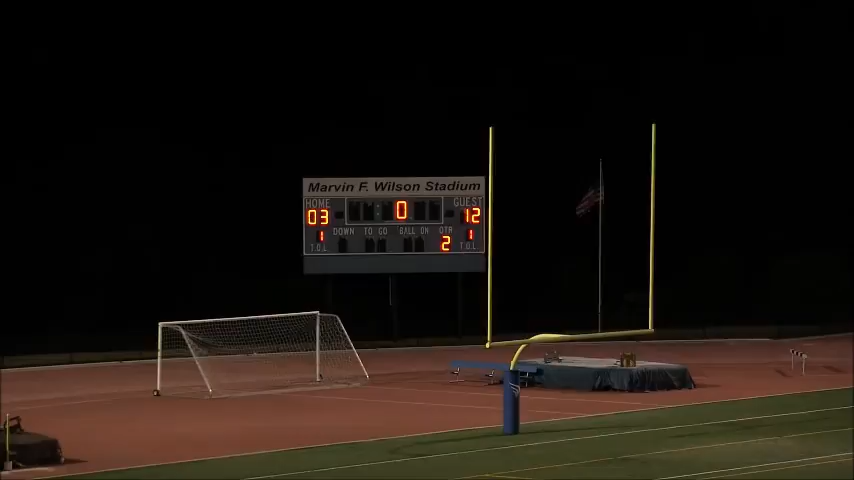 Marvin F. Wilson Stadium
HOME GUEST
03 0 12
1 DOWN TO GO BALL ON QTR 1
T.O.L 2 T.O.L